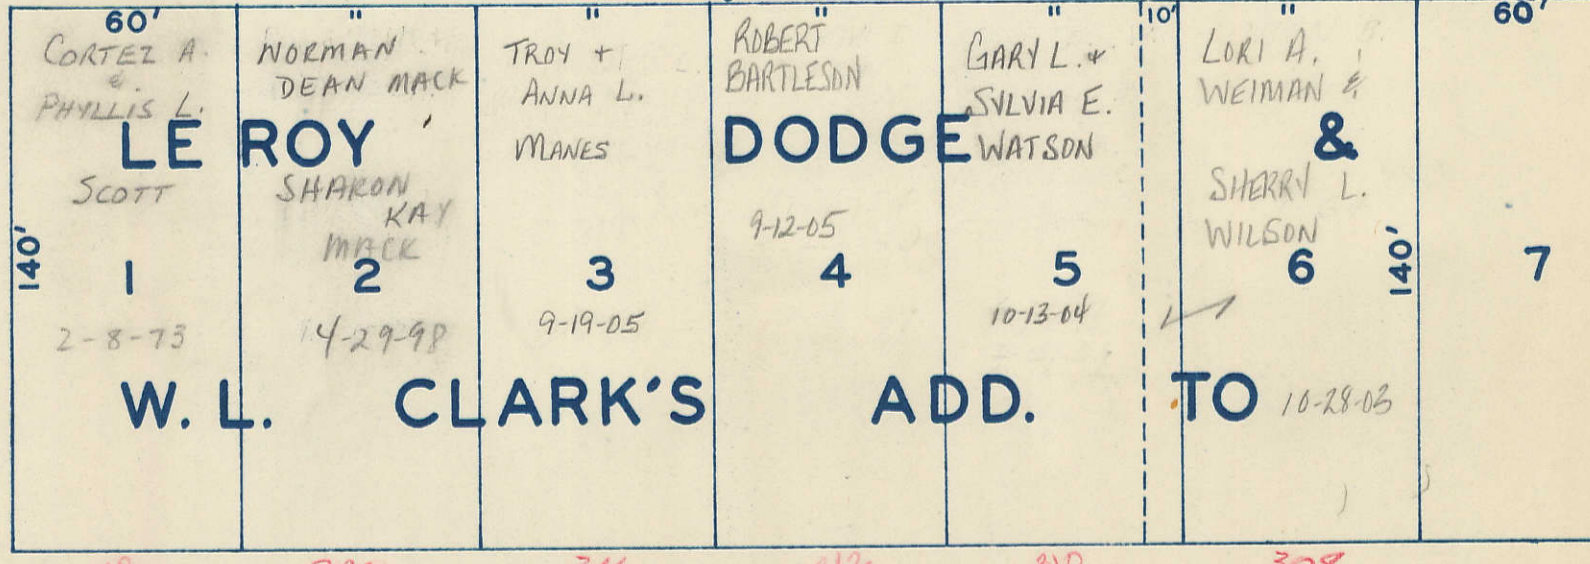 60' " " " " 10' " 60'
CORTEZ A.
&
PHYLLIS L.
SCOTT
140'
1
2-8-73
NORMAN
DEAN MACK
SHARON
KAY
MACK
2
4-29-98
TROY +
ANNA L.
MANES
3
9-19-05
ROBERT
BARTLESON
9-12-05
4
GARY L. &
SYLVIA E.
WATSON
5
10-13-04
LORI A.
WEIMAN &
SHERRY L.
WILSON
6
140'
10-28-03
7
LE ROY DODGE &
W. L. CLARK'S ADD. TO